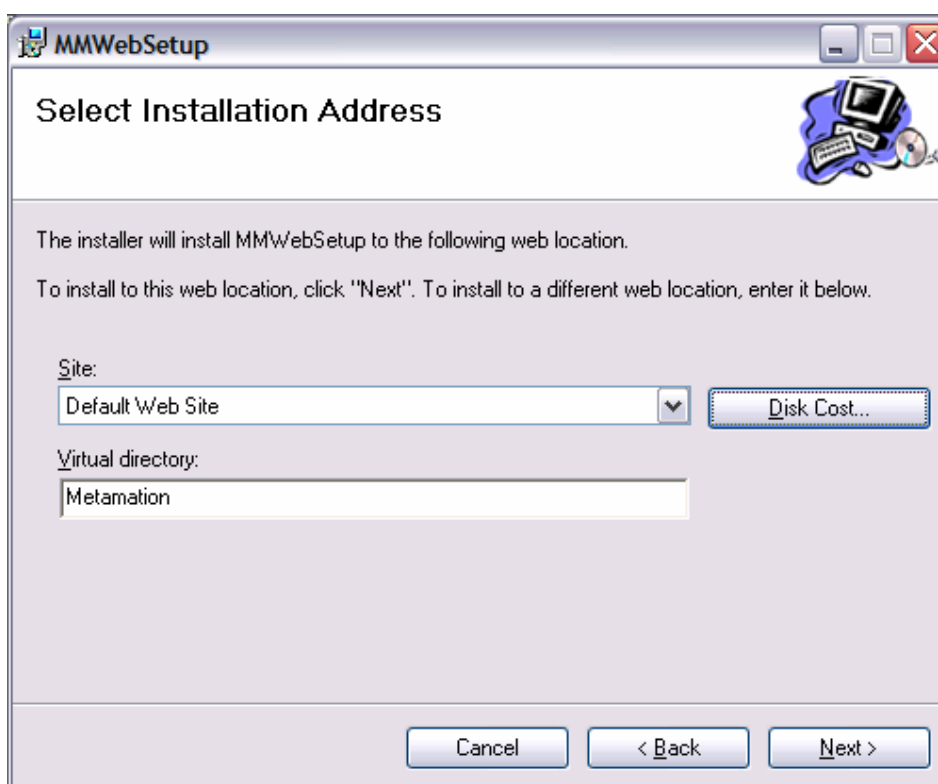 MMWebSetup
Select Installation Address
The installer will install MMWebSetup to the following web location.
To install to this web location, click "Next". To install to a different web location, enter it below.
Site:
Default Web Site
Disk Cost...
Virtual directory:
Metamation
Cancel
< Back
Next >